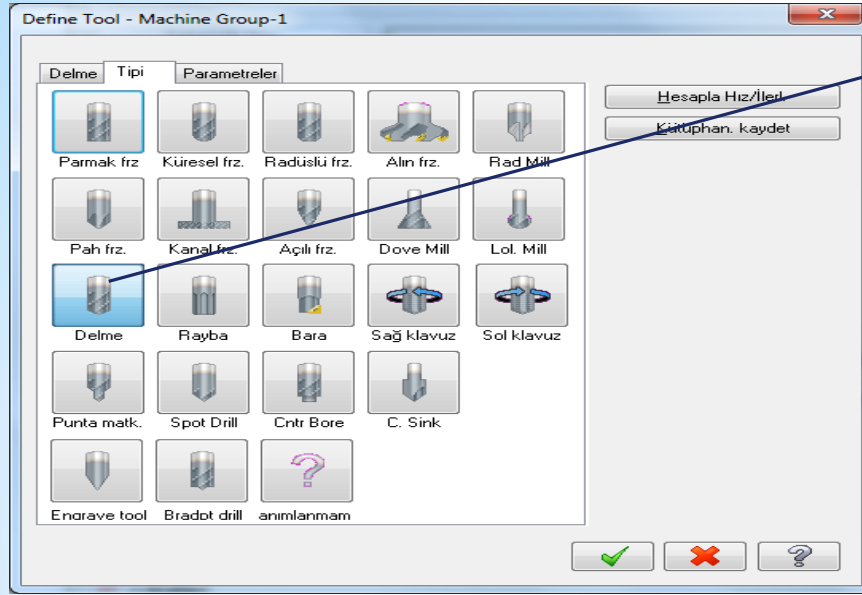 Define Tool - Machine Group-1
Delme Tipi Parametreler
Hesapla Hız/İlerl.
Kütüphan. kaydet
Parmak frz Küresel frz. Radüslü frz. Alın frz. Rad Mill
Pah frz. Kanal frz. Açılı frz. Dove Mill Lol. Mill
Delme Rayba Bara Sağ klavuz Sol klavuz
Punta matk. Spot Drill Cntr Bore C. Sink
Engrave tool Bradpt drill anımlanmam